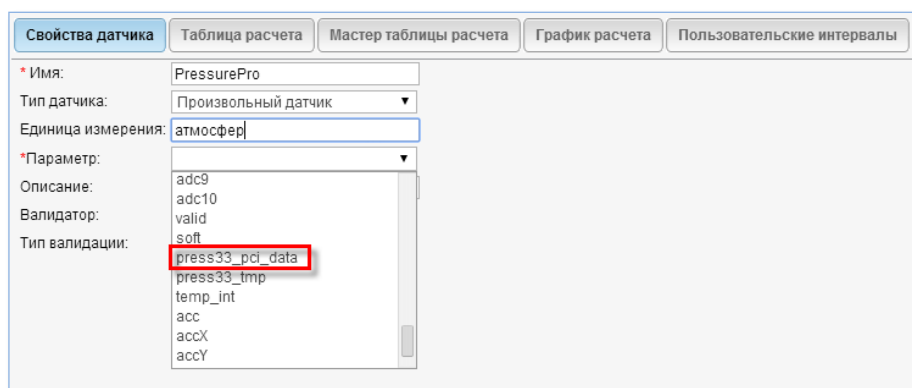 Свойства датчика Таблица расчета Мастер таблицы расчета График расчета Пользовательские интервалы
* Имя: PressurePro
Тип датчика: Произвольный датчик
Единица измерения: атмосфер
*Параметр:
adc9
Описание:
adc10
Валидатор:
valid
soft
Тип валидации:
press33_pci_data
press33_tmp
temp_int
acc
accX
accY